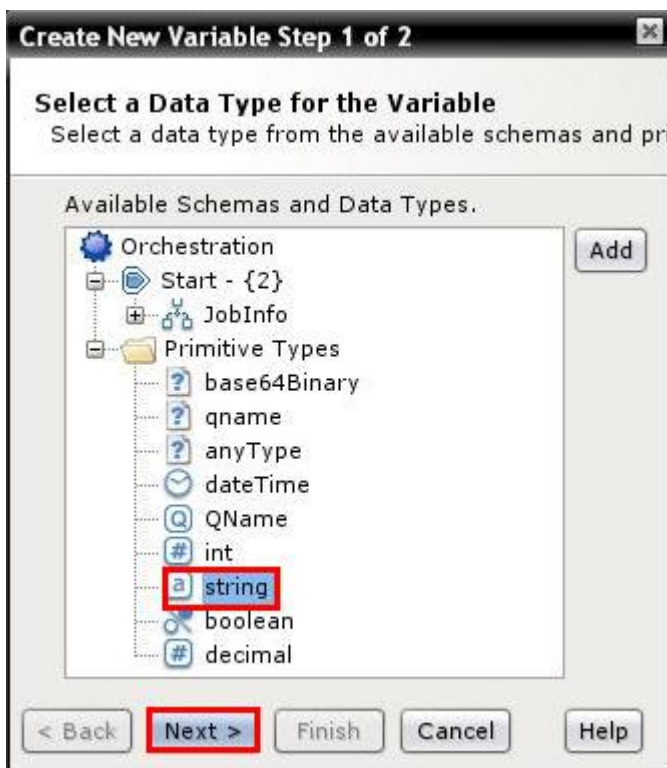 Create New Variable Step 1 of 2
Select a Data Type for the Variable
Select a data type from the available schemas and pr
Available Schemas and Data Types.
Orchestration
Add
Start - {2}
JobInfo
Primitive Types
? base64Binary
? qname
? anyType
dateTime
Q QName
# int
a string
boolean
# decimal
< Back Next > Finish Cancel Help